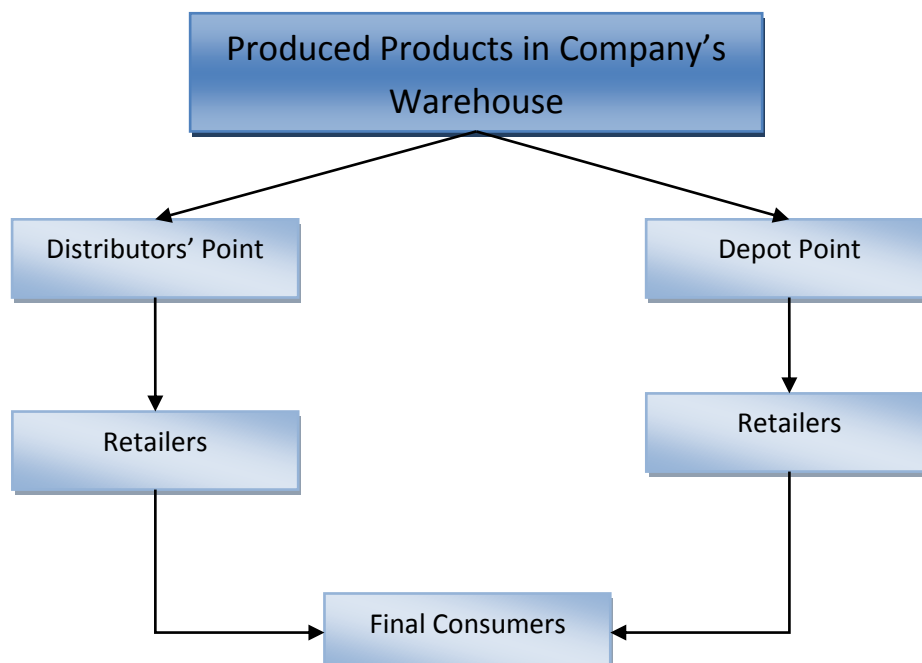 Produced Products in Company’s
Warehouse
Distributors’ Point
Depot Point
Retailers
Retailers
Final Consumers